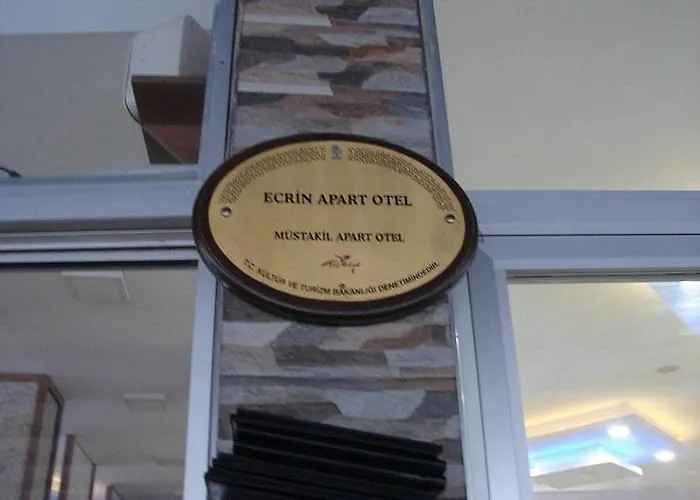 ECRİN APART OTEL
MÜSTAKİL APART OTEL
T.C. KÜLTÜR VE TURİZM BAKANLIĞI DENETİMİNDEDİR.